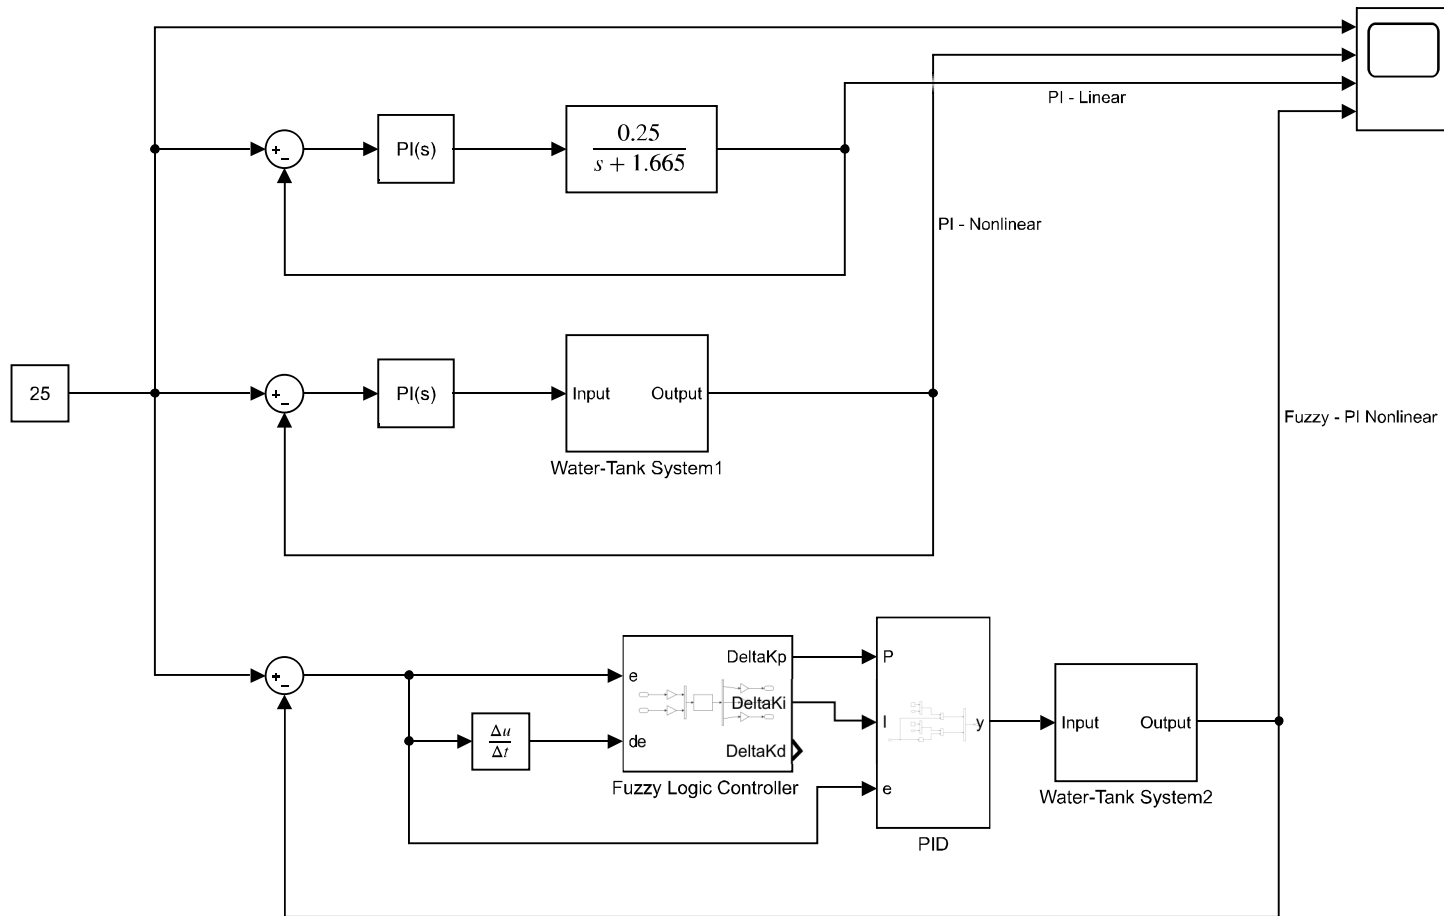 PI - Linear
+
−
PI(s)
0.25
s + 1.665
PI - Nonlinear
25
+
−
PI(s)
Input Output
Water-Tank System1
Fuzzy - PI Nonlinear
+
−
e
de
DeltaKp
DeltaKi
DeltaKd
Fuzzy Logic Controller
Δu
Δt
P
I
e
y
PID
Input Output
Water-Tank System2